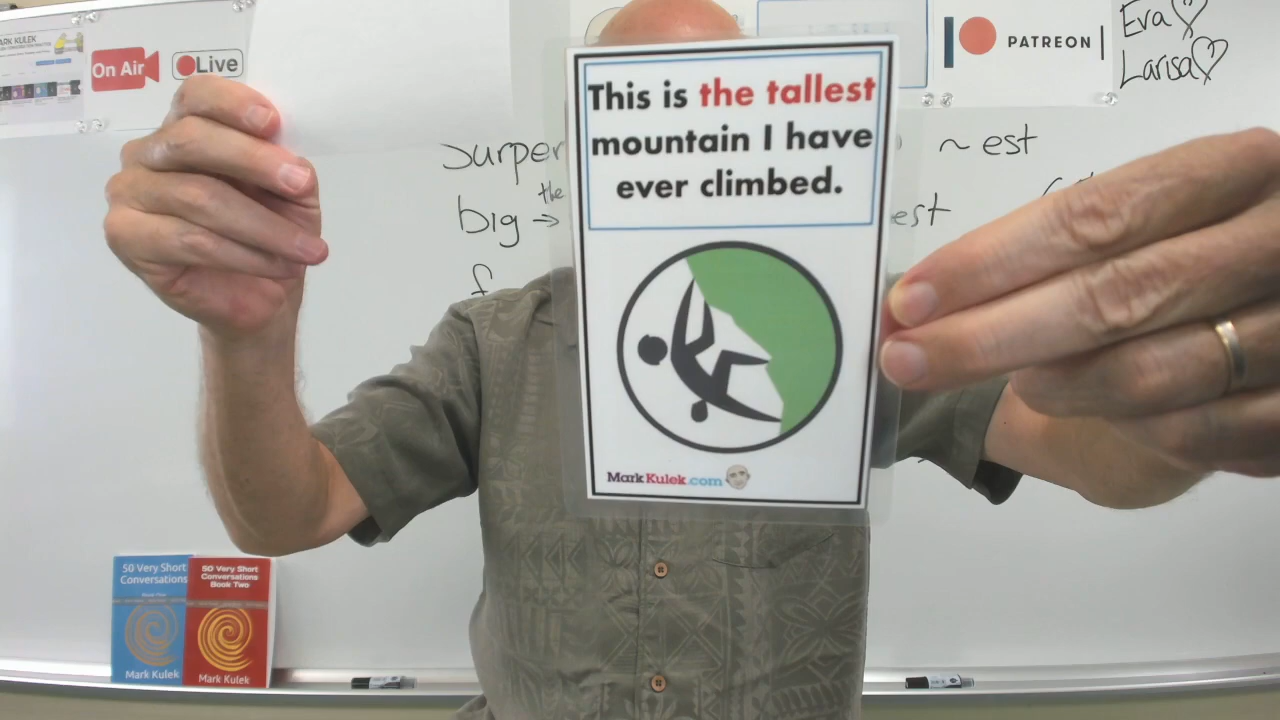 ARK KULEK
On Air
Live
PATREON
Eva♡
Larisa♡
This is the tallest
mountain I have
ever climbed.
MarkKulek.com
surper
~est
the
big →
est
f
50 Very Short
Conversations
Mark Kulek
50 Very Short
Conversations
Book Two
Mark Kulek